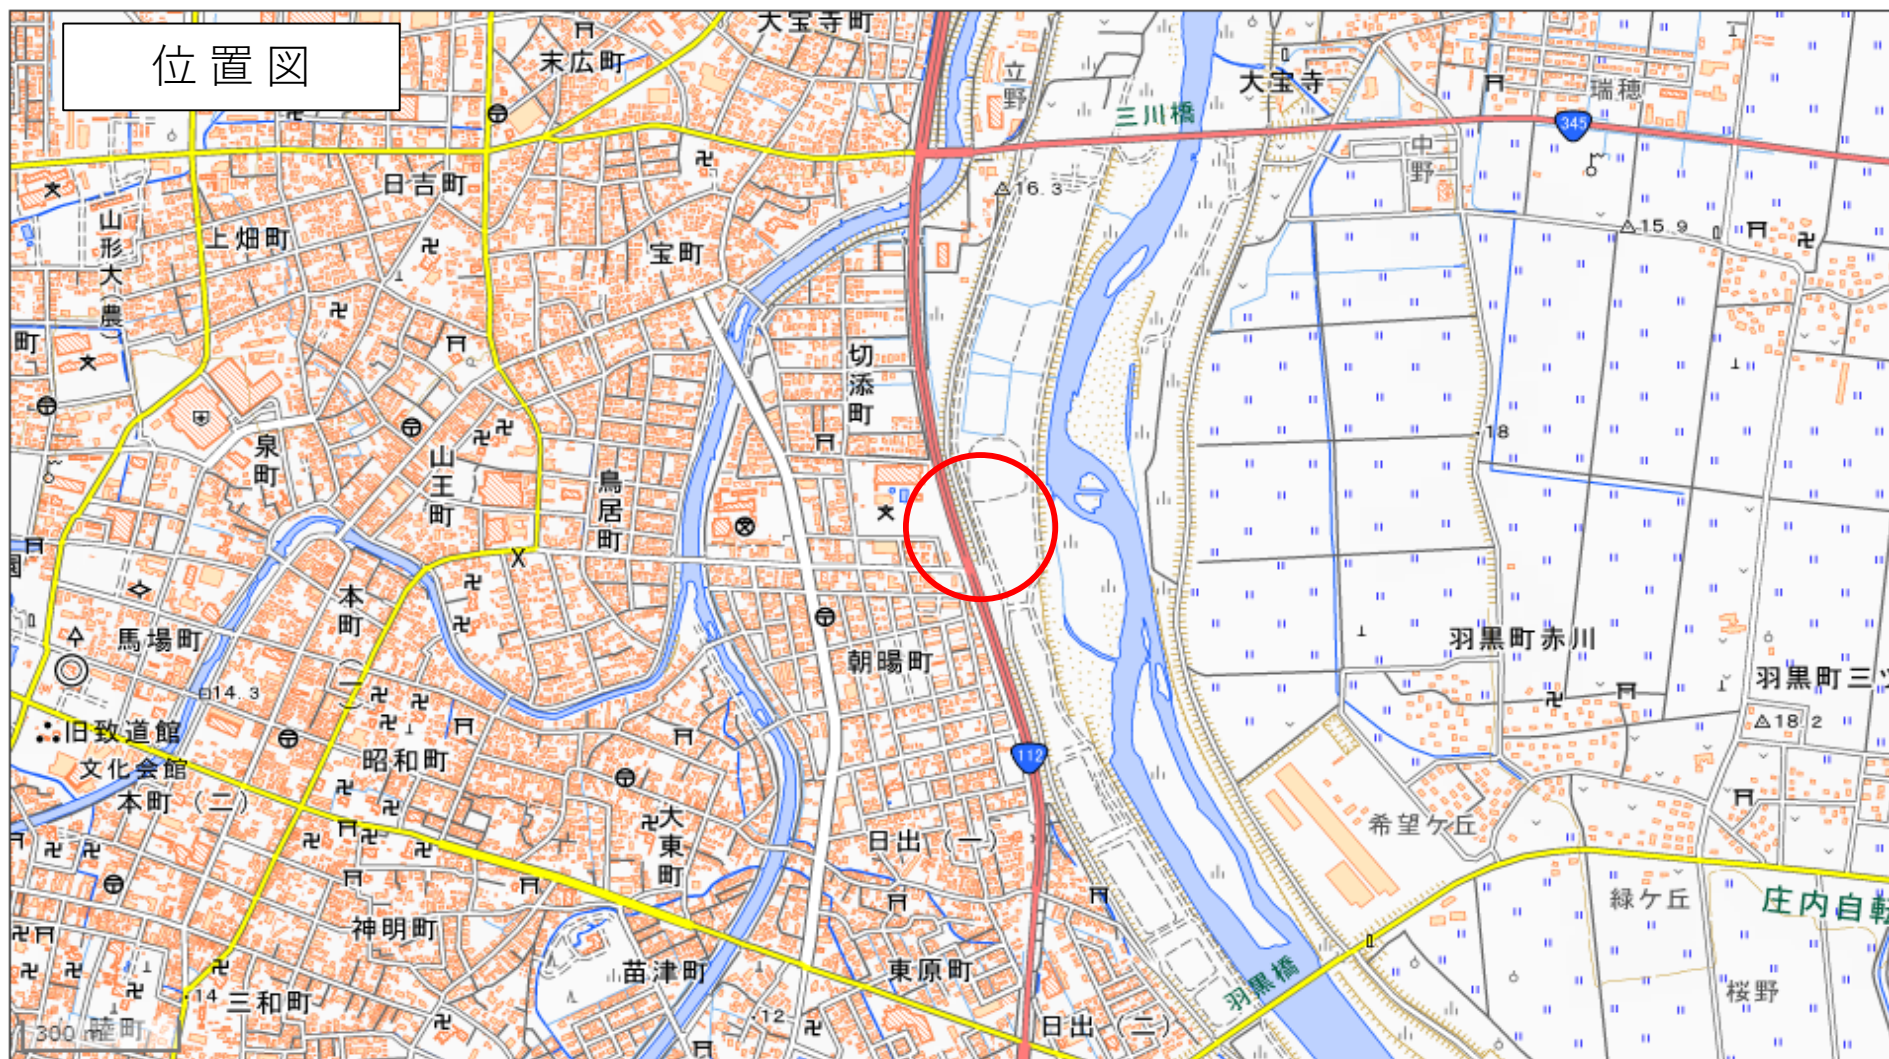 位置図
大宝寺町
末広町
立野
三川橋
大宝寺
瑞穂
345
中野
日吉町
16.3
山形大(農)
上畑町
宝町
15.9
町
切添町
18
泉町
山王町
鳥居町
園
本町(一)
馬場町
朝暘町
羽黒町赤川
羽黒町三ツ
14.3
18.2
旧致道館
文化会館
本町(二)
昭和町
112
大東町
日出(一)
希望ケ丘
緑ケ丘
庄内自転
神明町
苗津町
東原町
羽黒橋
桜野
14
三和町
12
日出(二)
300 m
睦町